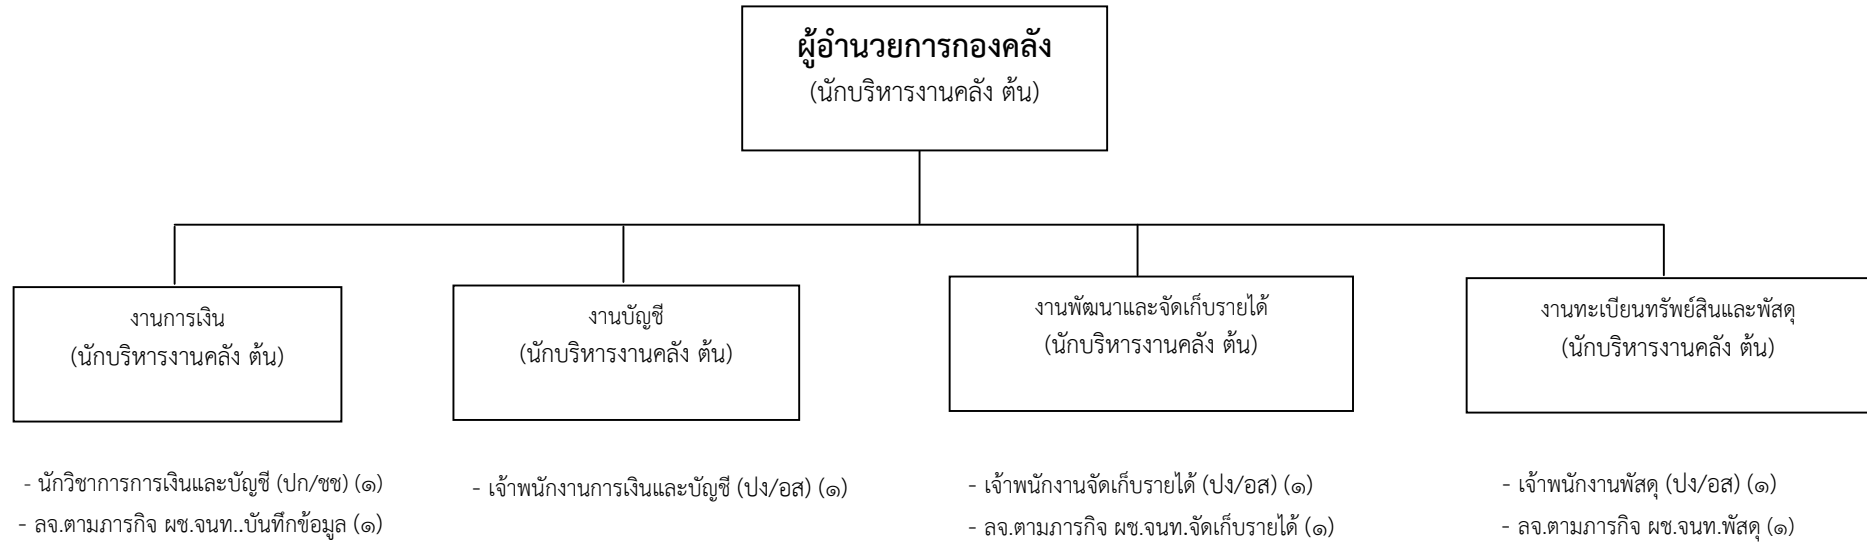 ผู้อำนวยการกองคลัง
(นักบริหารงานคลัง ต้น)
งานการเงิน
(นักบริหารงานคลัง ต้น)
- นักวิชาการการเงินและบัญชี (ปก/ชช) (๑)
- ลจ.ตามภารกิจ ผช.จนท..บันทึกข้อมูล (๑)
งานบัญชี
(นักบริหารงานคลัง ต้น)
- เจ้าพนักงานการเงินและบัญชี (ปง/อส) (๑)
งานพัฒนาและจัดเก็บรายได้
(นักบริหารงานคลัง ต้น)
- เจ้าพนักงานจัดเก็บรายได้ (ปง/อส) (๑)
- ลจ.ตามภารกิจ ผช.จนท.จัดเก็บรายได้ (๑)
งานทะเบียนทรัพย์สินและพัสดุ
(นักบริหารงานคลัง ต้น)
- เจ้าพนักงานพัสดุ (ปง/อส) (๑)
- ลจ.ตามภารกิจ ผช.จนท.พัสดุ (๑)